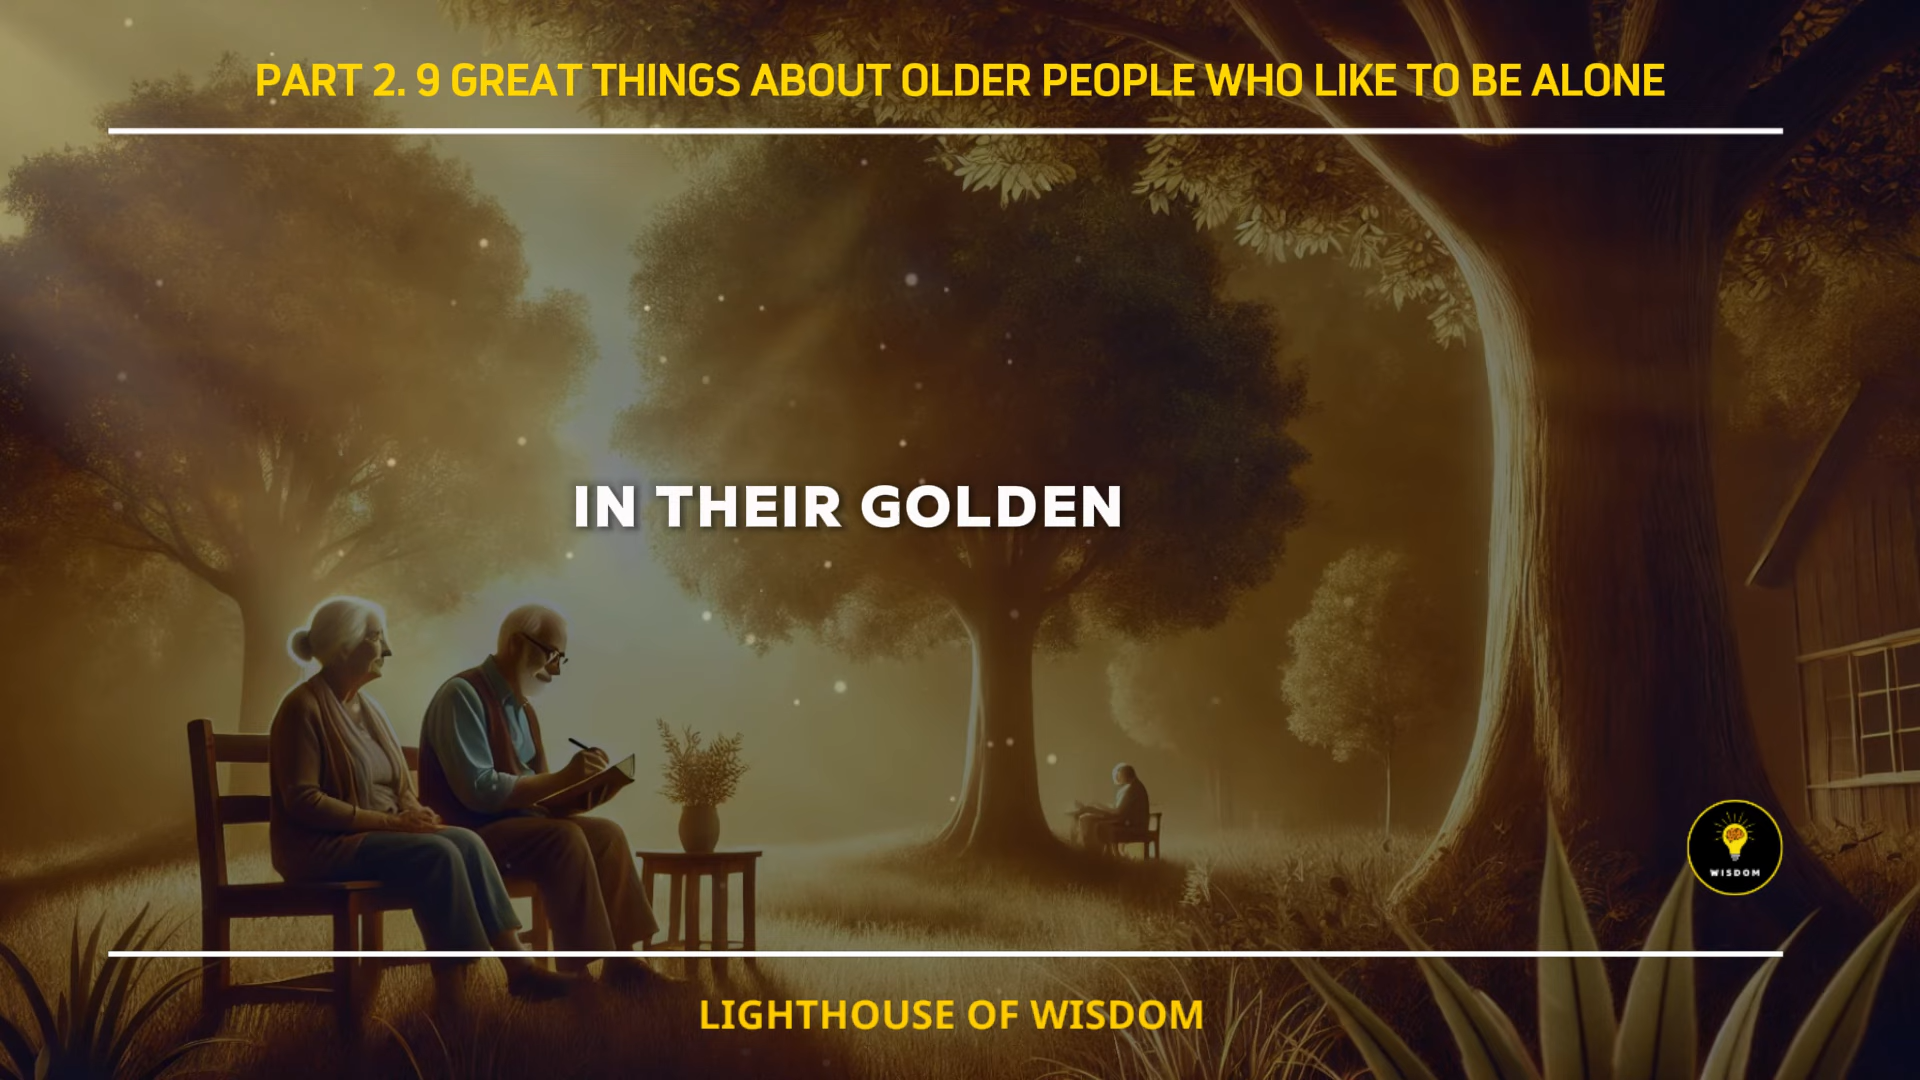 PART 2. 9 GREAT THINGS ABOUT OLDER PEOPLE WHO LIKE TO BE ALONE
IN THEIR GOLDEN
WISDOM
LIGHTHOUSE OF WISDOM